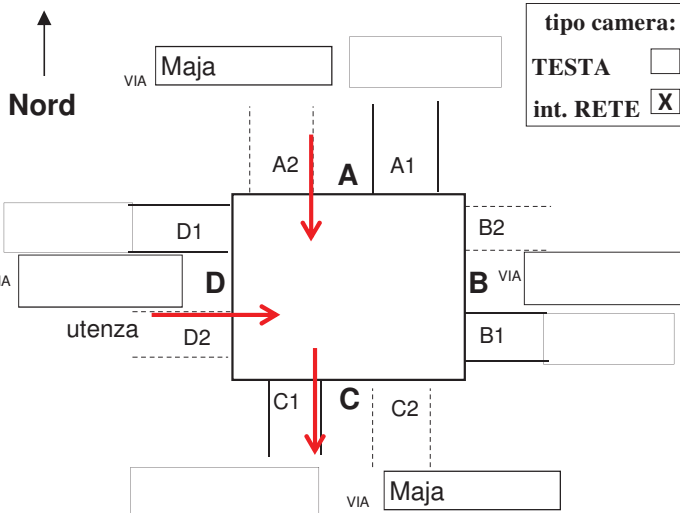 tipo camera:
VIA Maja
TESTA
Nord
int. RETE X
A2 A A1
D1 B2
VIA D B VIA
utenza D2 B1
C1 C C2
VIA Maja